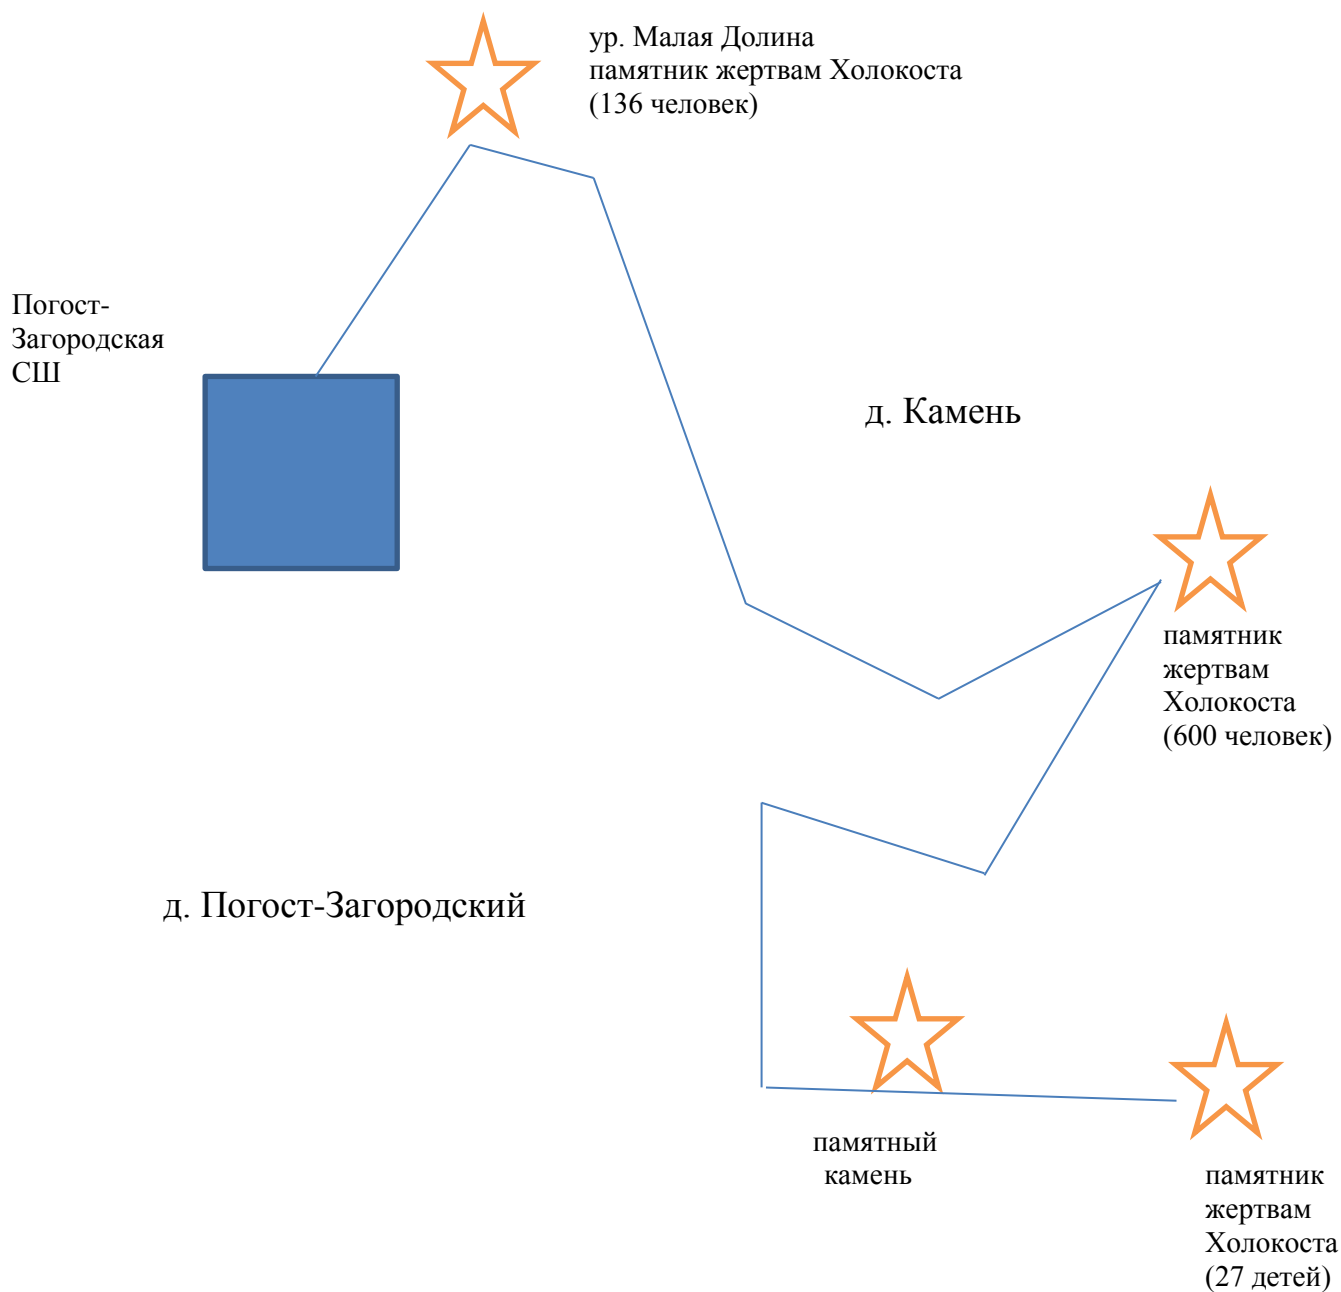 ур. Малая Долина
памятник жертвам Холокоста
(136 человек)
Погост-
Загородская
СШ
д. Камень
памятник
жертвам
Холокоста
(600 человек)
д. Погост-Загородский
памятный
камень
памятник
жертвам
Холокоста
(27 детей)